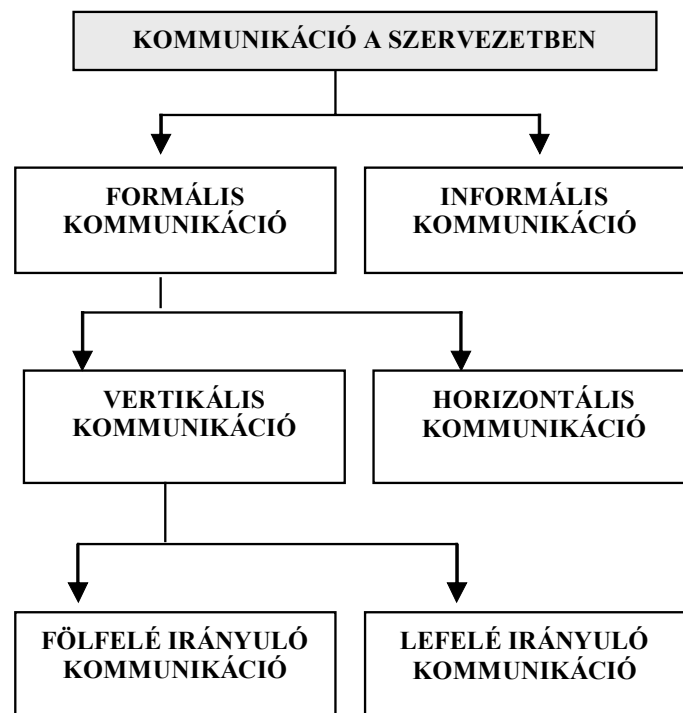 KOMMUNIKÁCIÓ A SZERVEZETBEN
FORMÁLIS
KOMMUNIKÁCIÓ
INFORMÁLIS
KOMMUNIKÁCIÓ
VERTIKÁLIS
KOMMUNIKÁCIÓ
HORIZONTÁLIS
KOMMUNIKÁCIÓ
FÖLFELÉ IRÁNYULÓ
KOMMUNIKÁCIÓ
LEFELÉ IRÁNYULÓ
KOMMUNIKÁCIÓ